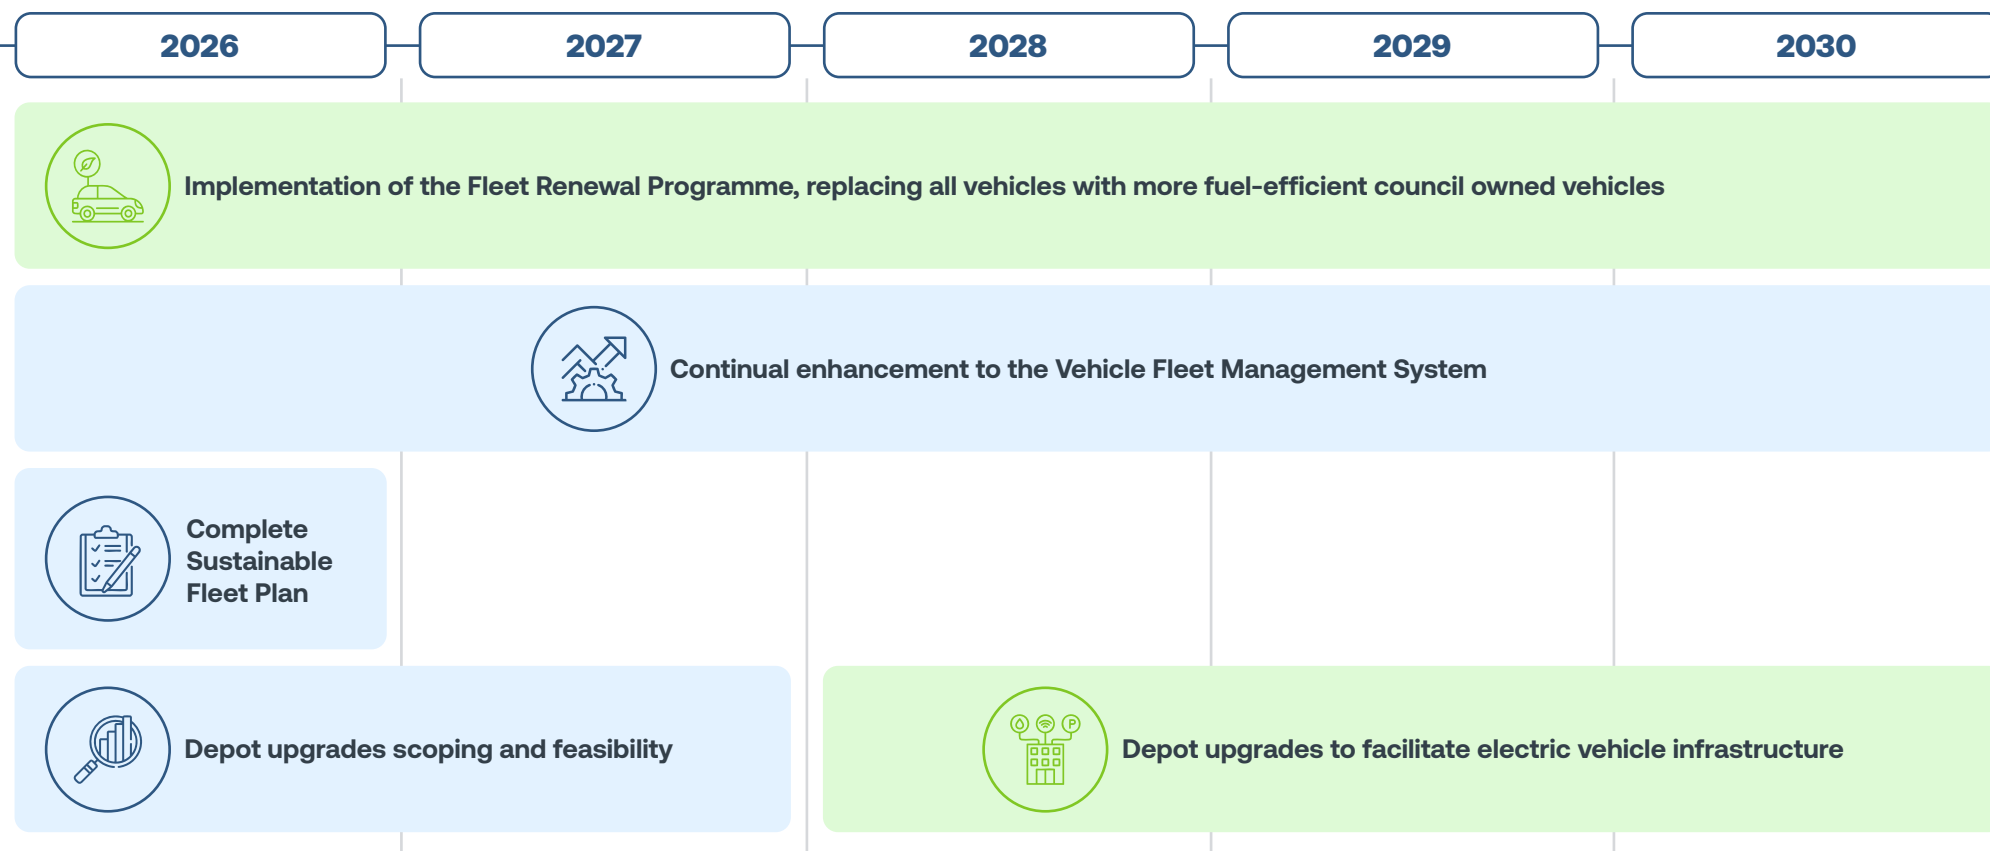 2026
2027
2028
2029
2030
Implementation of the Fleet Renewal Programme, replacing all vehicles with more fuel-efficient council owned vehicles
Continual enhancement to the Vehicle Fleet Management System
Complete
Sustainable
Fleet Plan
Depot upgrades scoping and feasibility
P
Depot upgrades to facilitate electric vehicle infrastructure